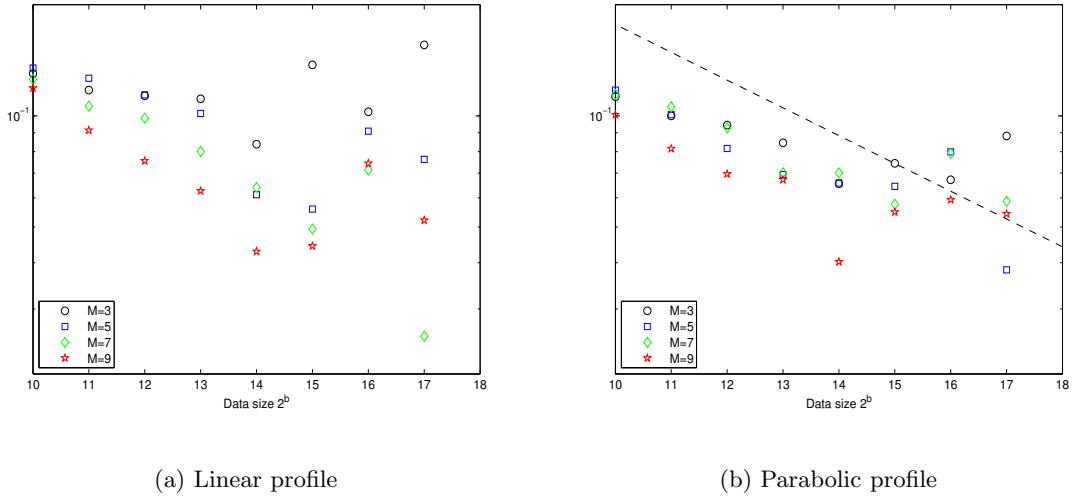 10⁻¹
M=3
M=5
M=7
M=9
10 11 12 13 14 15 16 17 18
Data size 2ᵇ
(a) Linear profile
10⁻¹
M=3
M=5
M=7
M=9
10 11 12 13 14 15 16 17 18
Data size 2ᵇ
(b) Parabolic profile